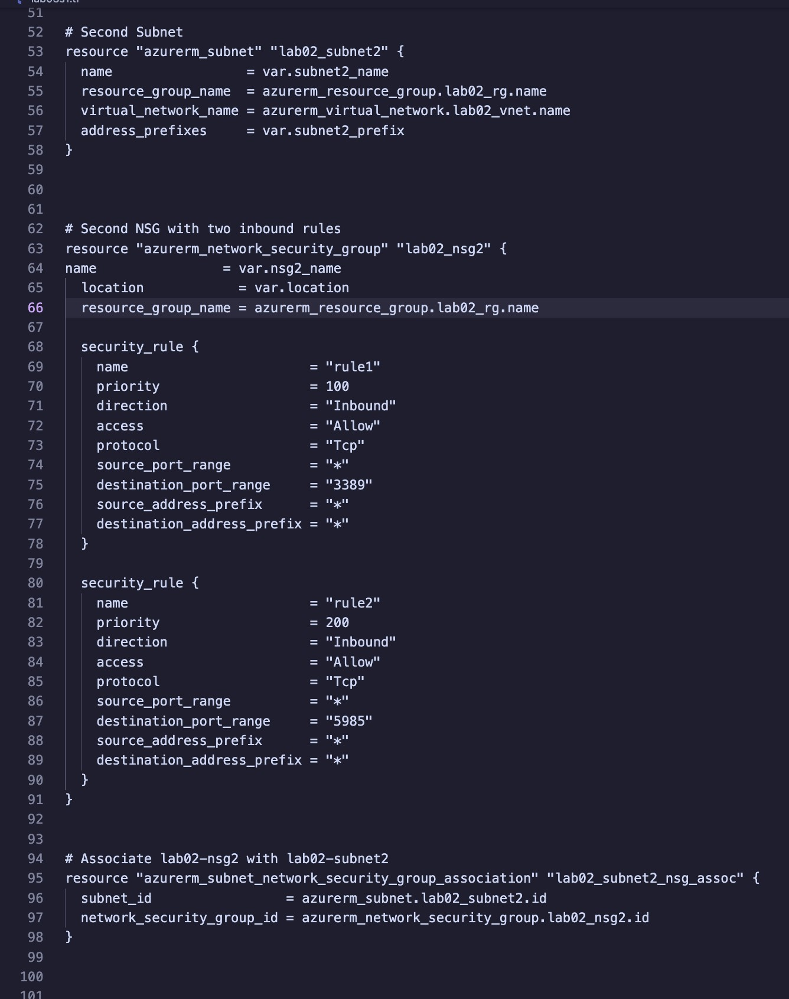 51
52 # Second Subnet
53 resource "azurerm_subnet" "lab02_subnet2" {
54   name                 = var.subnet2_name
55   resource_group_name  = azurerm_resource_group.lab02_rg.name
56   virtual_network_name = azurerm_virtual_network.lab02_vnet.name
57   address_prefixes     = var.subnet2_prefix
58 }
59
60
61
62 # Second NSG with two inbound rules
63 resource "azurerm_network_security_group" "lab02_nsg2" {
64 name                = var.nsg2_name
65   location            = var.location
66   resource_group_name = azurerm_resource_group.lab02_rg.name
67
68   security_rule {
69     name                       = "rule1"
70     priority                   = 100
71     direction                  = "Inbound"
72     access                     = "Allow"
73     protocol                   = "Tcp"
74     source_port_range          = "*"
75     destination_port_range     = "3389"
76     source_address_prefix      = "*"
77     destination_address_prefix = "*"
78   }
79
80   security_rule {
81     name                       = "rule2"
82     priority                   = 200
83     direction                  = "Inbound"
84     access                     = "Allow"
85     protocol                   = "Tcp"
86     source_port_range          = "*"
87     destination_port_range     = "5985"
88     source_address_prefix      = "*"
89     destination_address_prefix = "*"
90   }
91 }
92
93
94 # Associate lab02-nsg2 with lab02-subnet2
95 resource "azurerm_subnet_network_security_group_association" "lab02_subnet2_nsg_assoc" {
96   subnet_id                 = azurerm_subnet.lab02_subnet2.id
97   network_security_group_id = azurerm_network_security_group.lab02_nsg2.id
98 }
99
100
101